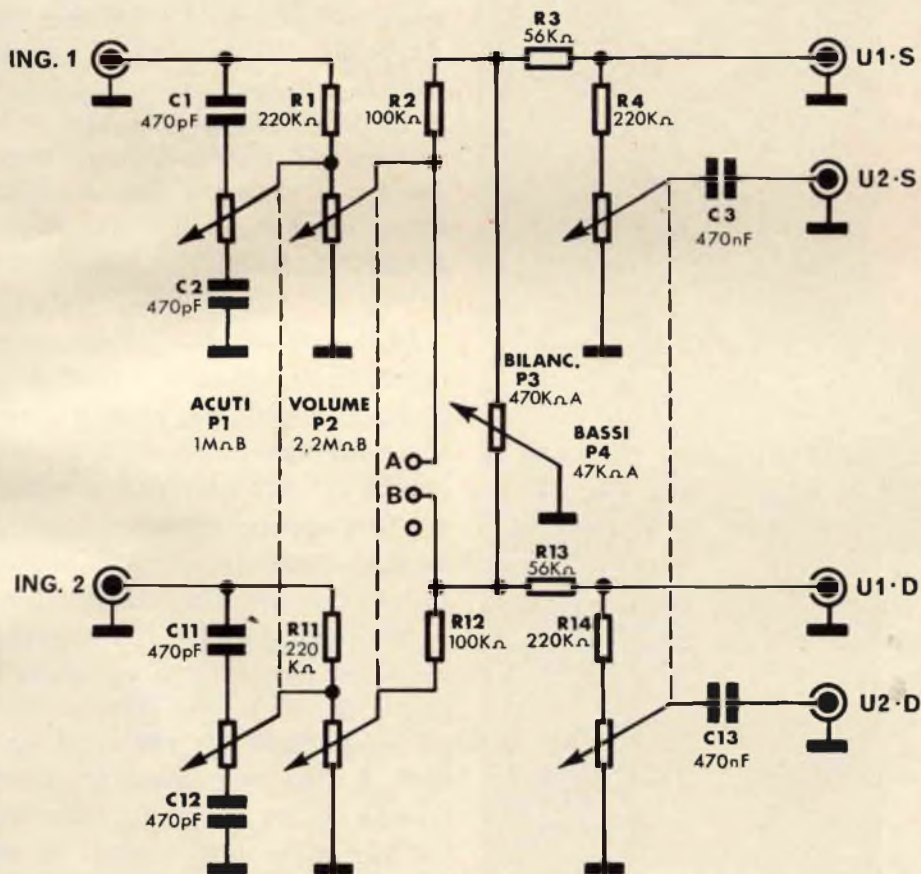 ING. 1
C1
470pF
R1
220KΩ
R2
100KΩ
R3
56KΩ
R4
220KΩ
U1·S
U2·S
C3
470nF
C2
470pF
ACUTI
P1
1MΩB
VOLUME
P2
2,2MΩB
BILANC.
P3
470KΩA
BASSI
P4
47KΩA
A
B
ING. 2
C11
470pF
R11
220
KΩ
R12
100KΩ
R13
56KΩ
R14
220KΩ
U1·D
U2·D
C13
470nF
C12
470pF